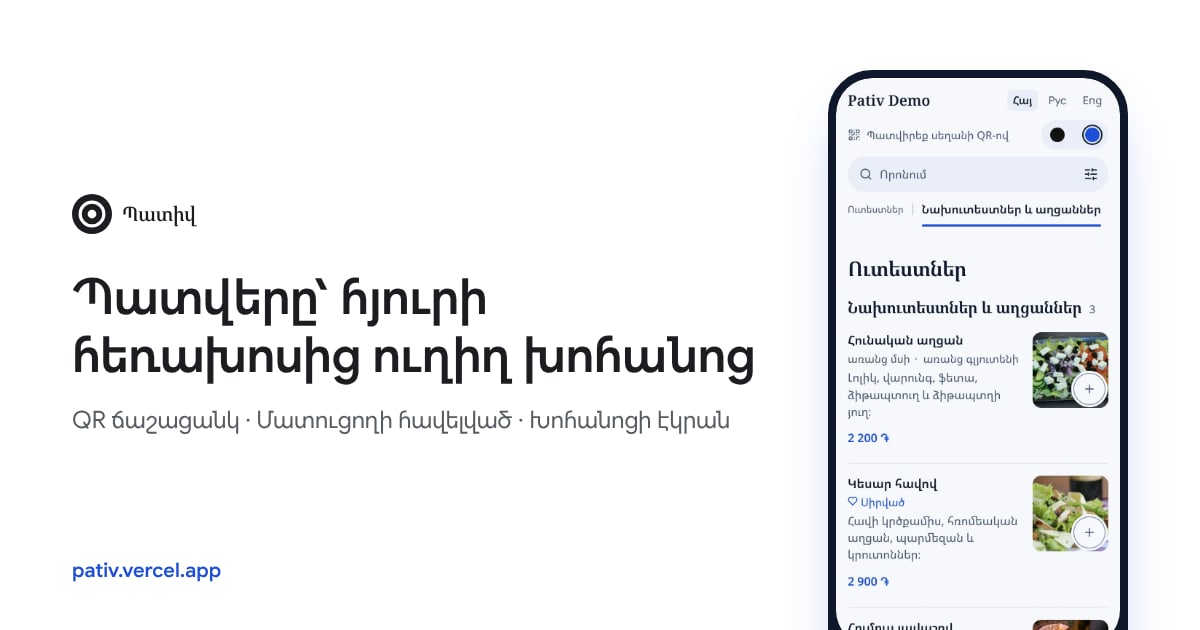 Պատիվ
Պատվերը՝ հյուրի
հեռախոսից ուղիղ խոհանոց
QR ճաշացանկ · Մատուցողի հավելված · Խոհանոցի էկրան
pativ.vercel.app
Pativ Demo
Հայ Рус Eng
Պատվիրեք սեղանի QR-ով
Որոնում
Ուտեստներ | Նախուտեստներ և աղցաններ
Ուտեստներ
Նախուտեստներ և աղցաններ 3
Հունական աղցան
առանց մսի · առանց գլյուտենի
Լոլիկ, վարունգ, ֆետա,
ձիթապտուղ և ձիթապտղի
յուղ:
2 200 ֏
Կեսար հավով
Սիրված
Հավի կրծքամիս, հռոմեական
աղցան, պարմեզան և
կրուտոններ:
2 900 ֏